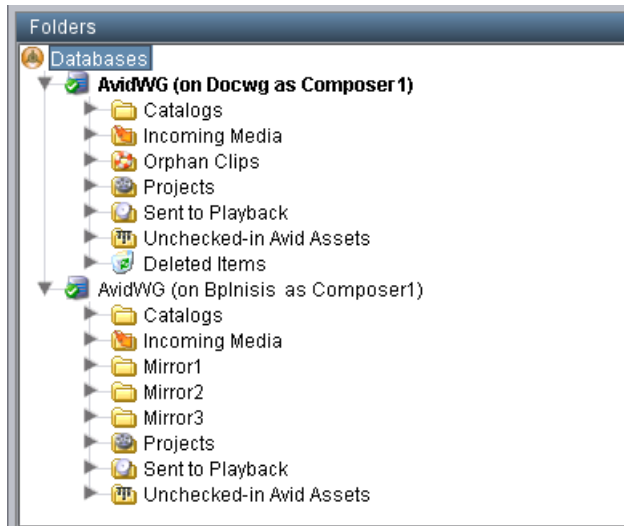 Folders
Databases
AvidWG (on Docwg as Composer1)
Catalogs
Incoming Media
Orphan Clips
Projects
Sent to Playback
Unchecked-in Avid Assets
Deleted Items
AvidWG (on Bplnisis as Composer1)
Catalogs
Incoming Media
Mirror1
Mirror2
Mirror3
Projects
Sent to Playback
Unchecked-in Avid Assets